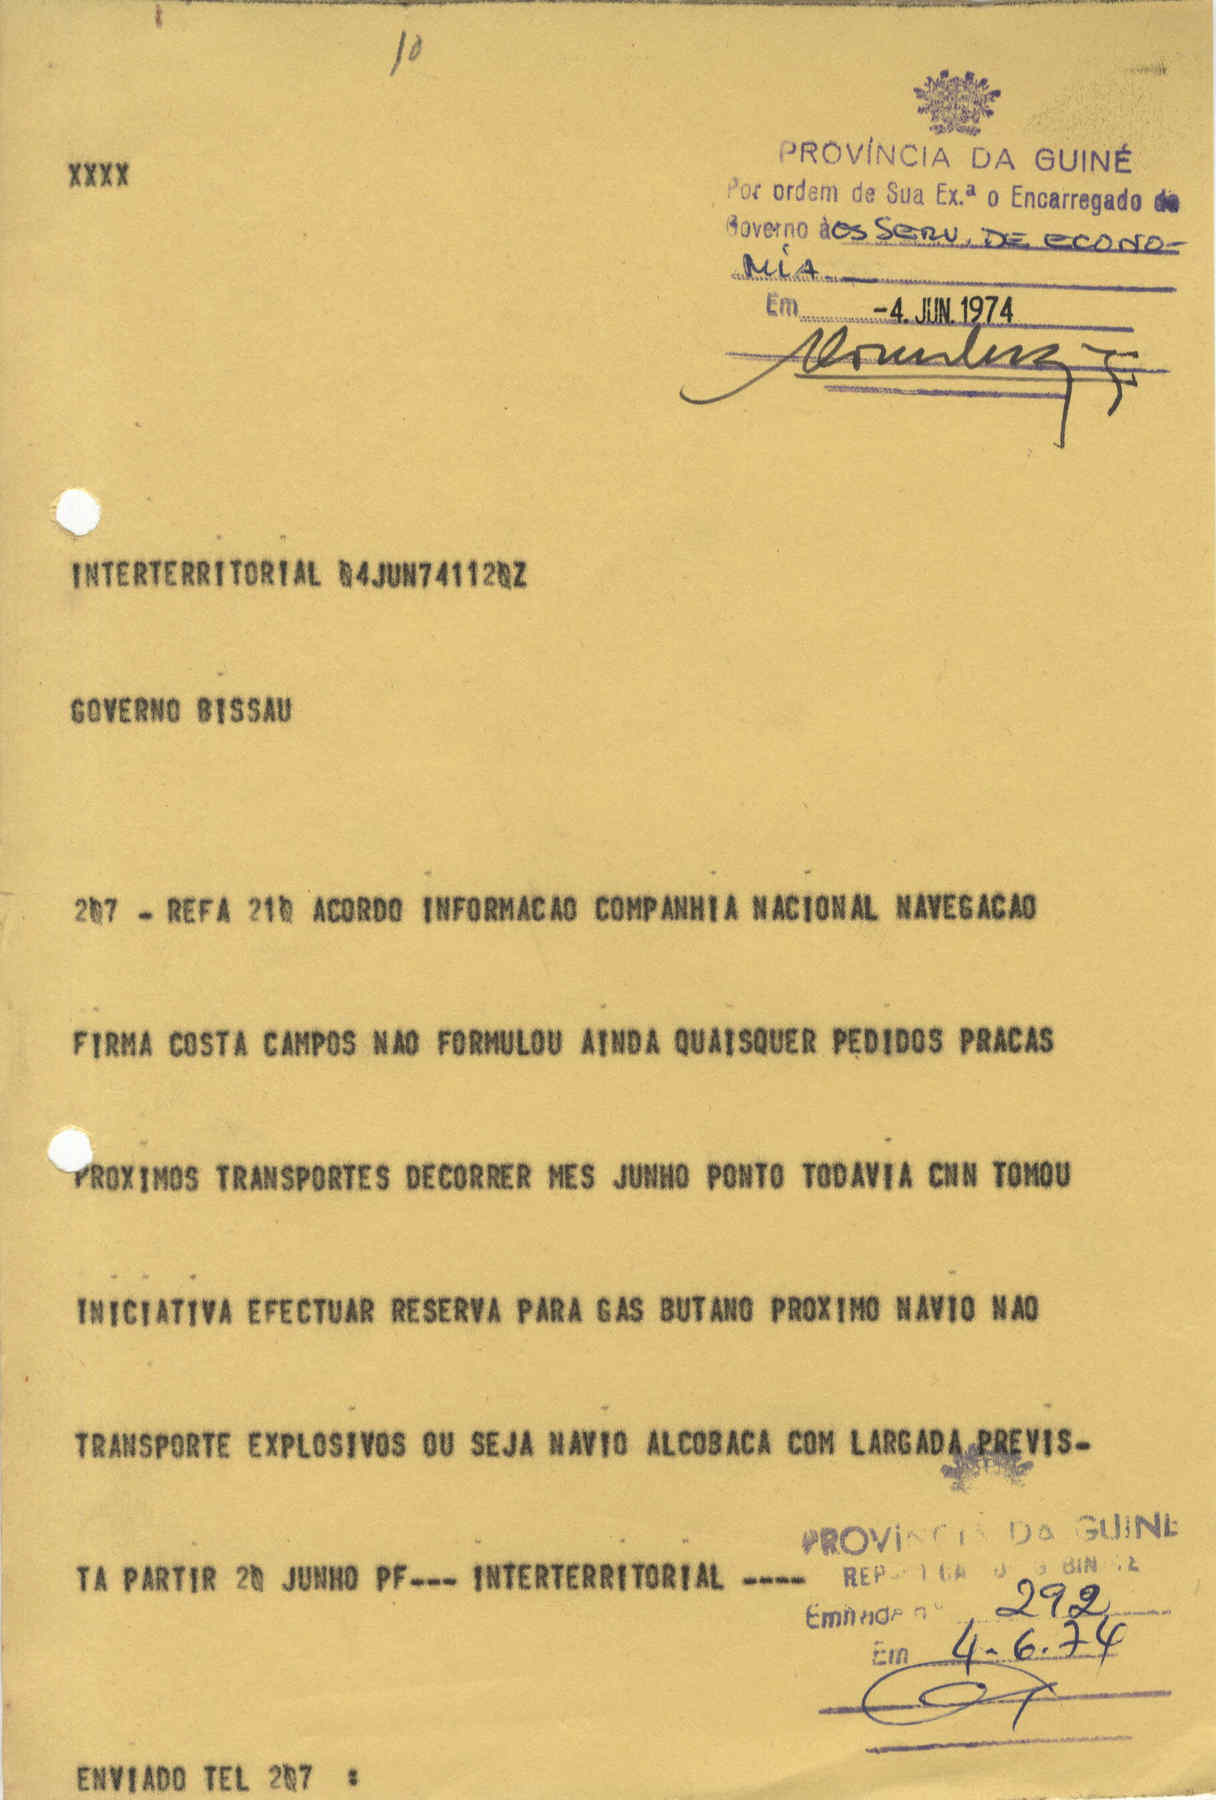 10
XXXX
PROVÍNCIA DA GUINÉ
Por ordem de Sua Ex.ª o Encarregado do
Governo àos SERV. DE ECONO-
MIA
Em -4. JUN. 1974
INTERTERRITORIAL 04JUN741120Z
GOVERNO BISSAU
207 - REFA 210 ACORDO INFORMACAO COMPANHIA NACIONAL NAVEGACAO
FIRMA COSTA CAMPOS NAO FORMULOU AINDA QUAISQUER PEDIDOS PRACAS
PROXIMOS TRANSPORTES DECORRER MES JUNHO PONTO TODAVIA CNN TOMOU
INICIATIVA EFECTUAR RESERVA PARA GAS BUTANO PROXIMO NAVIO NAO
TRANSPORTE EXPLOSIVOS OU SEJA NAVIO ALCOBACA COM LARGADA PREVIS-
TA PARTIR 20 JUNHO PF--- INTERTERRITORIAL ----
PROVÍNCIA DA GUINÉ
Entrada nº 292
Em 4-6-74
ENVIADO TEL 207 :